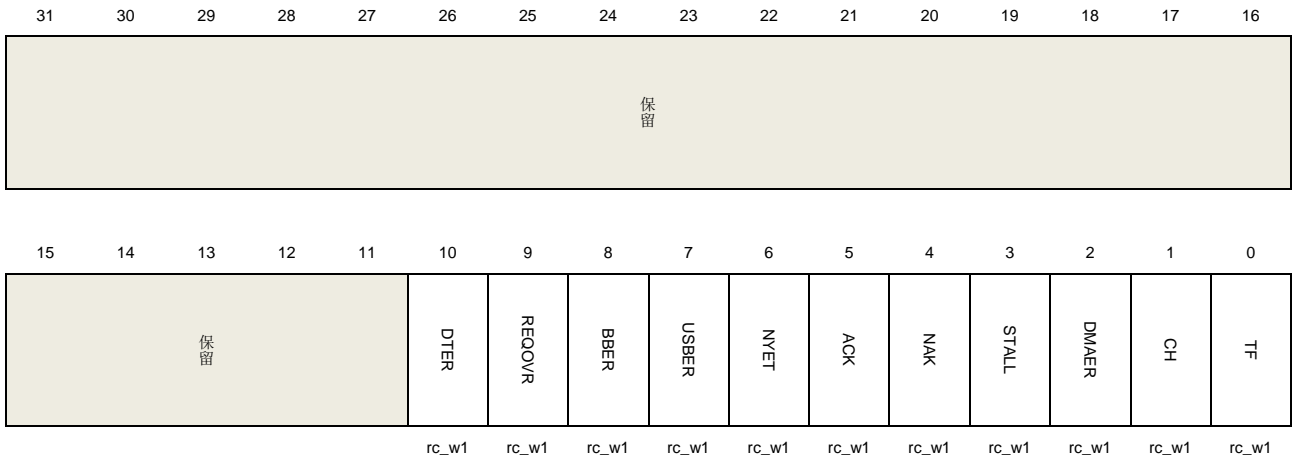 31 30 29 28 27 26 25 24 23 22 21 20 19 18 17 16
保留
15 14 13 12 11 10 9 8 7 6 5 4 3 2 1 0
保留 DTER REQOVR BBER USBER NYET ACK NAK STALL DMAER CH TF
rc_w1 rc_w1 rc_w1 rc_w1 rc_w1 rc_w1 rc_w1 rc_w1 rc_w1 rc_w1 rc_w1